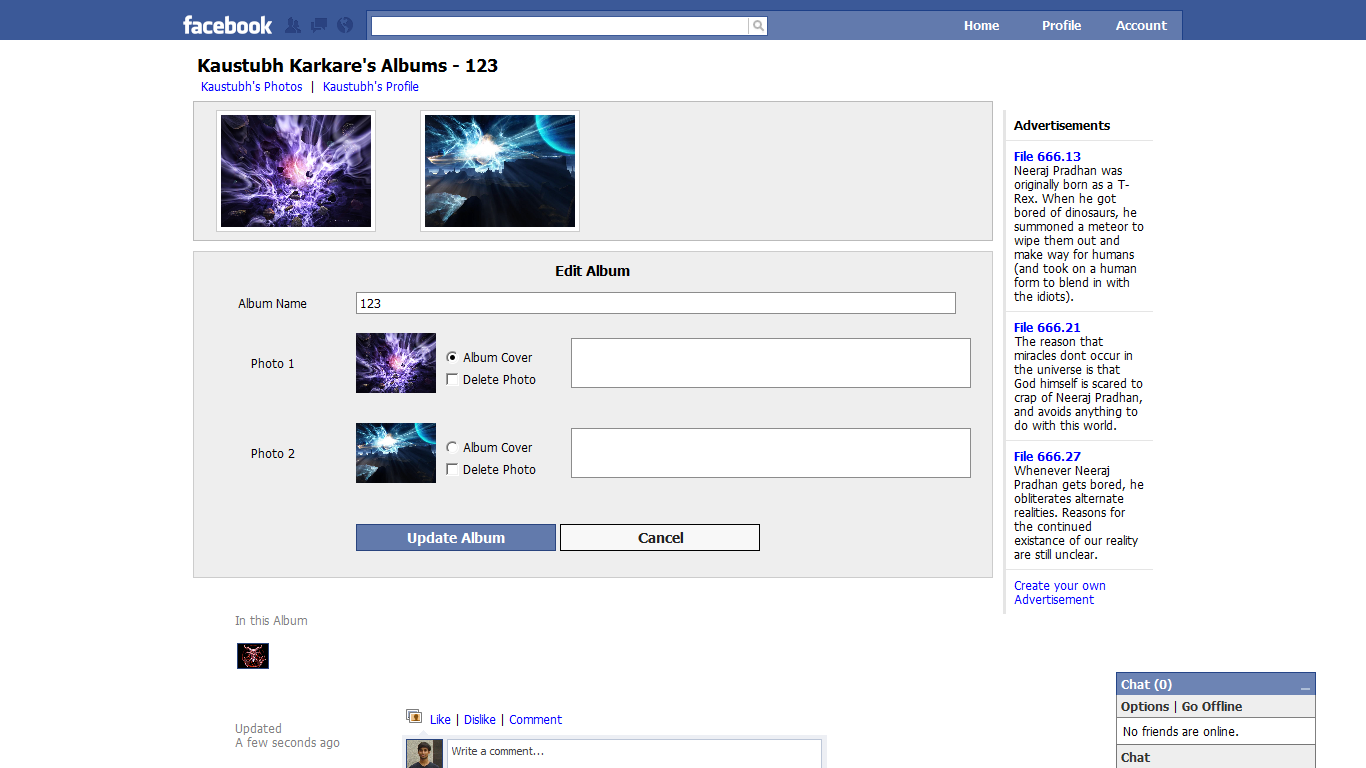 facebook
Home Profile Account
Kaustubh Karkare's Albums - 123
Kaustubh's Photos | Kaustubh's Profile
Edit Album
Album Name 123
Photo 1
Album Cover
Delete Photo
Photo 2
Album Cover
Delete Photo
Update Album Cancel
In this Album
Updated
A few seconds ago
Like | Dislike | Comment
Write a comment...
Advertisements
File 666.13
Neeraj Pradhan was
originally born as a T-
Rex. When he got
bored of dinosaurs, he
summoned a meteor to
wipe them out and
make way for humans
(and took on a human
form to blend in with
the idiots).
File 666.21
The reason that
miracles dont occur in
the universe is that
God himself is scared to
crap of Neeraj Pradhan,
and avoids anything to
do with this world.
File 666.27
Whenever Neeraj
Pradhan gets bored, he
obliterates alternate
realities. Reasons for
the continued
existance of our reality
are still unclear.
Create your own
Advertisement
Chat (0) _
Options | Go Offline
No friends are online.
Chat